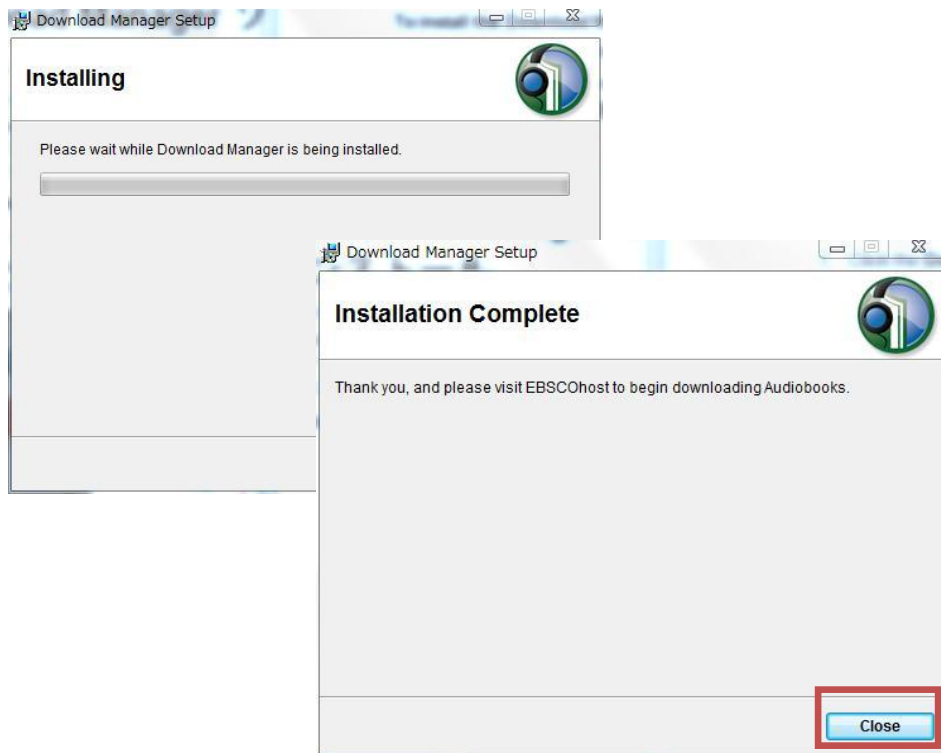 Download Manager Setup
Installing
Please wait while Download Manager is being installed.
Download Manager Setup
Installation Complete
Thank you, and please visit EBSCOhost to begin downloading Audiobooks.
Close